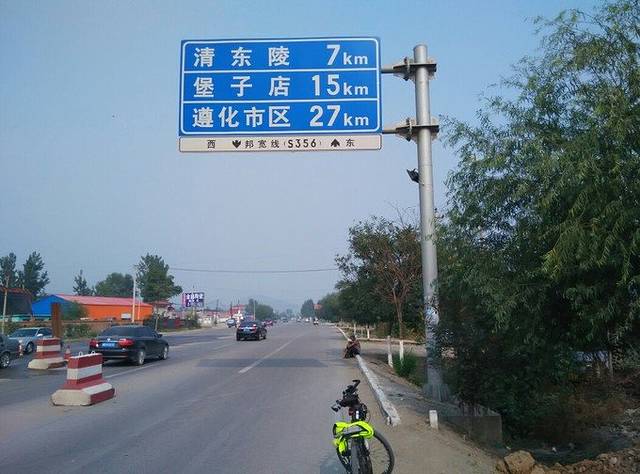 清东陵 7km
堡子店 15km
遵化市区 27km
西 邦宽线(S356) 东